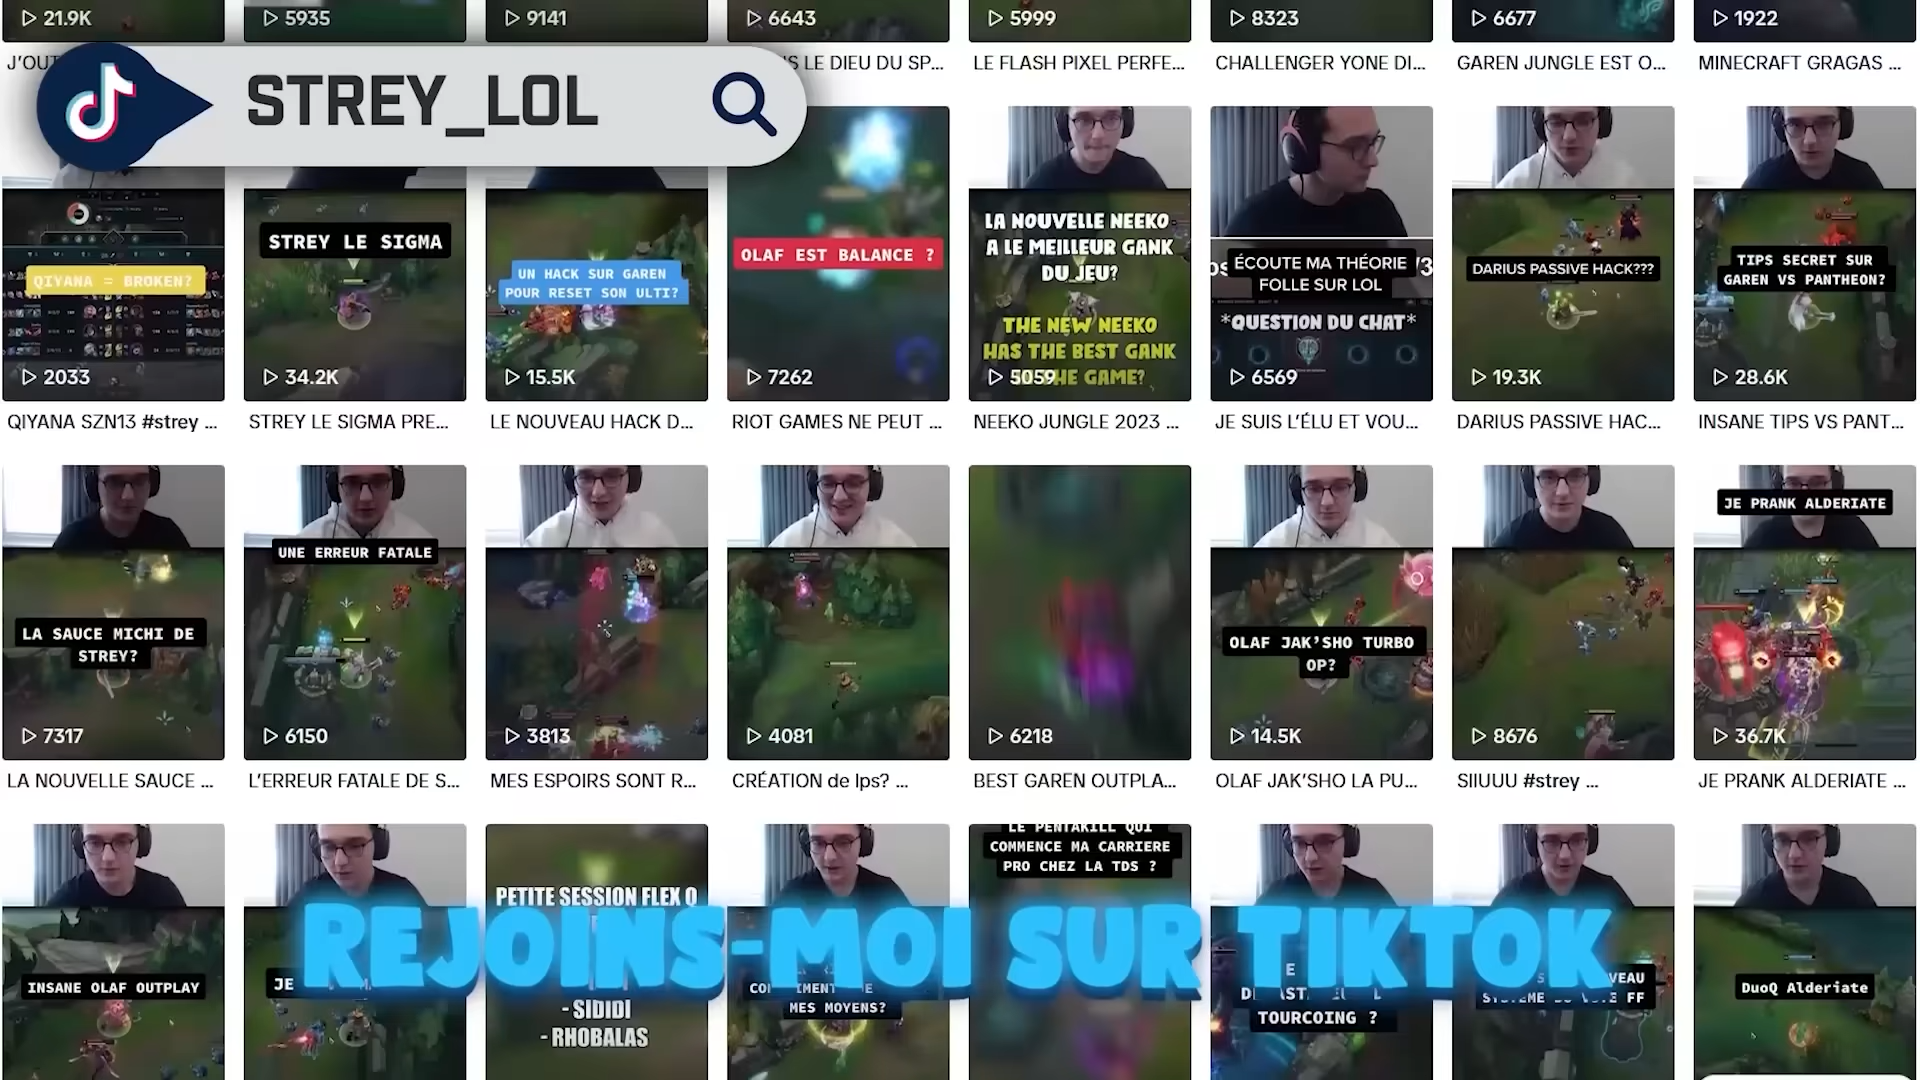 21.9K
5935
9141
6643
5999
8323
6677
1922
J'OUT
S LE DIEU DU SP...
LE FLASH PIXEL PERFE...
CHALLENGER YONE DI...
GAREN JUNGLE EST O...
MINECRAFT GRAGAS ...
STREY_LOL
QIYANA = BROKEN?
2033
STREY LE SIGMA
34.2K
UN HACK SUR GAREN
POUR RESET SON ULTI?
15.5K
OLAF EST BALANCE ?
7262
LA NOUVELLE NEEKO
A LE MEILLEUR GANK
DU JEU?
THE NEW NEEKO
HAS THE BEST GANK
THE GAME?
5059
ÉCOUTE MA THÉORIE
FOLLE SUR LOL
*QUESTION DU CHAT*
6569
DARIUS PASSIVE HACK???
19.3K
TIPS SECRET SUR
GAREN VS PANTHEON?
28.6K
QIYANA SZN13 #strey ...
STREY LE SIGMA PRE...
LE NOUVEAU HACK D...
RIOT GAMES NE PEUT ...
NEEKO JUNGLE 2023 ...
JE SUIS L'ÉLU ET VOU...
DARIUS PASSIVE HAC...
INSANE TIPS VS PANT...
LA SAUCE MICHI DE
STREY?
7317
UNE ERREUR FATALE
6150
3813
4081
6218
OLAF JAK'SHO TURBO
OP?
14.5K
8676
JE PRANK ALDERIATE
36.7K
LA NOUVELLE SAUCE ...
L'ERREUR FATALE DE S...
MES ESPOIRS SONT R...
CRÉATION de lps? ...
BEST GAREN OUTPLA...
OLAF JAK'SHO LA PU...
SIIUUU #strey ...
JE PRANK ALDERIATE ...
INSANE OLAF OUTPLAY
JE
PETITE SESSION FLEX Q
- SIDIDI
- RHOBALAS
MES MOYENS?
LE PENTAKILL QUI
COMMENCE MA CARRIERE
PRO CHEZ LA TDS ?
TOURCOING ?
FF
DuoQ Alderiate
REJOINS-MOI SUR TIKTOK